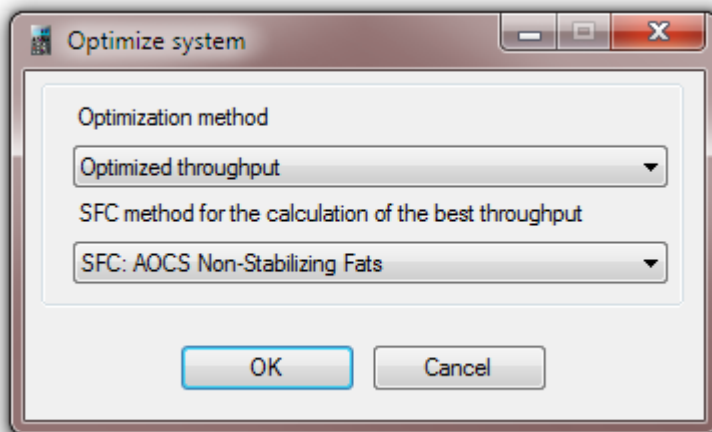 Optimize system
Optimization method
Optimized throughput
SFC method for the calculation of the best throughput
SFC: AOCS Non-Stabilizing Fats
OK Cancel